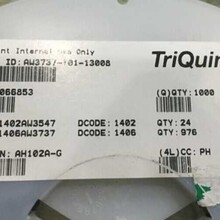 nt Internal Use Only
TriQuin
ID: AW3737-Y01-13008
066853
(Q)QTY: 1000
1402AW3547 DCODE: 1402 QTY: 24
1406AW3737 DCODE: 1406 QTY: 976
N: AH102A-G
(4L)CC: PH